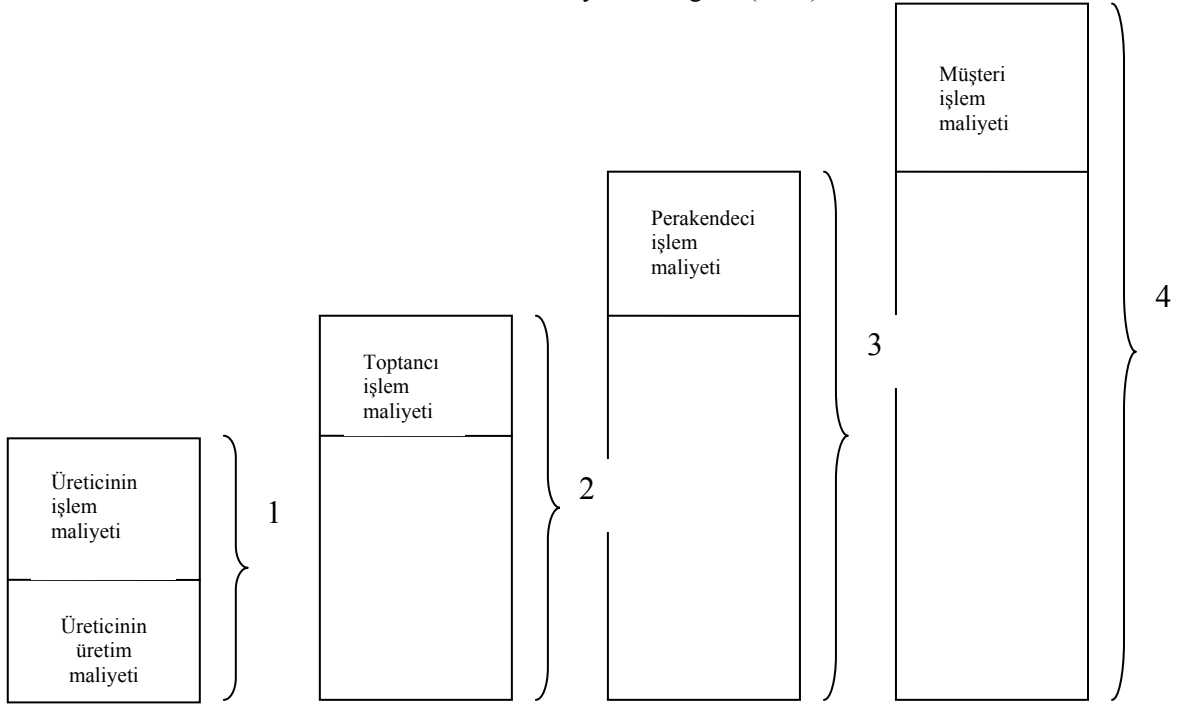 Müşteri
işlem
maliyeti
Perakendeci
işlem
maliyeti
4
3
Toptancı
işlem
maliyeti
2
Üreticinin
işlem
maliyeti
1
Üreticinin
üretim
maliyeti